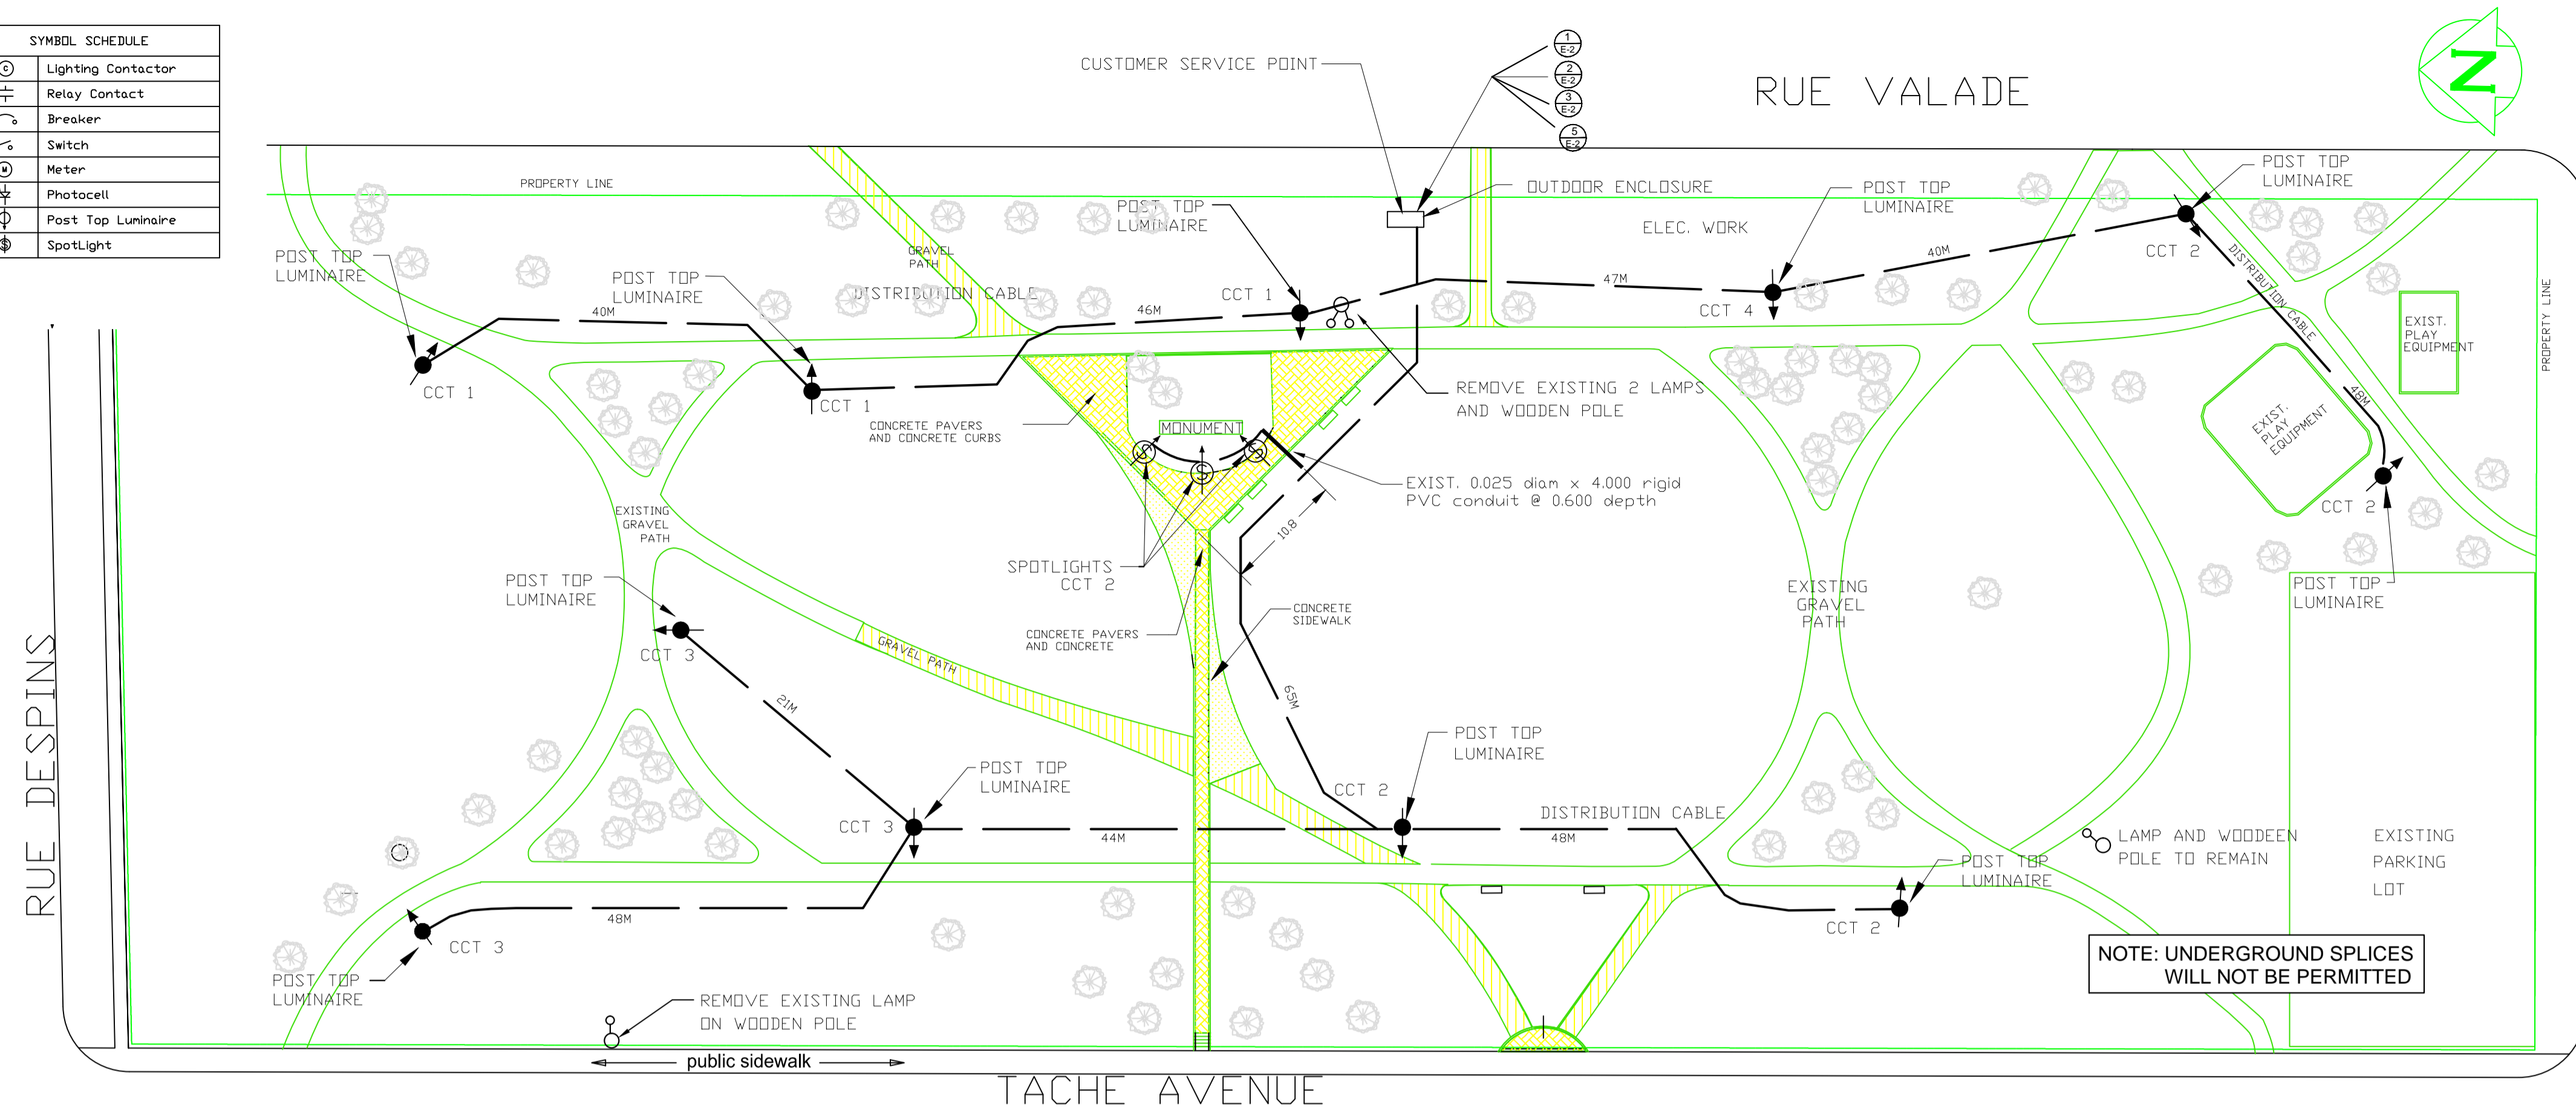 SYMBOL SCHEDULE
C Lighting Contactor
Relay Contact
Breaker
Switch
M Meter
Photocell
Post Top Luminaire
S SpotLight
CUSTOMER SERVICE POINT
1
E-2
2
E-2
3
E-2
5
E-2
RUE VALADE
N
PROPERTY LINE
POST TOP
LUMINAIRE
CCT 1
40M
POST TOP
LUMINAIRE
CCT 1
GRAVEL
PATH
DISTRIBUTION CABLE
46M
POST TOP
LUMINAIRE
CCT 1
OUTDOOR ENCLOSURE
ELEC. WORK
47M
POST TOP
LUMINAIRE
CCT 4
40M
POST TOP
LUMINAIRE
CCT 2
DISTRIBUTION CABLE
48M
EXIST.
PLAY
EQUIPMENT
PROPERTY LINE
EXIST.
PLAY
EQUIPMENT
CCT 2
POST TOP
LUMINAIRE
REMOVE EXISTING 2 LAMPS
AND WOODEN POLE
CONCRETE PAVERS
AND CONCRETE CURBS
MONUMENT
S
S
S
EXIST. 0.025 diam x 4.000 rigid
PVC conduit @ 0.600 depth
10.8
SPOTLIGHTS
CCT 2
EXISTING
GRAVEL
PATH
CONCRETE
SIDEWALK
CONCRETE PAVERS
AND CONCRETE
EXISTING
GRAVEL
PATH
POST TOP
LUMINAIRE
CCT 3
GRAVEL PATH
21M
65M
POST TOP
LUMINAIRE
CCT 3
44M
CCT 2
POST TOP
LUMINAIRE
DISTRIBUTION CABLE
48M
POST TOP
LUMINAIRE
CCT 2
LAMP AND WOODEEN
POLE TO REMAIN
EXISTING
PARKING
LOT
48M
CCT 3
POST TOP
LUMINAIRE
NOTE: UNDERGROUND SPLICES
WILL NOT BE PERMITTED
REMOVE EXISTING LAMP
ON WOODEN POLE
public sidewalk
RUE DESPINS
TACHE AVENUE